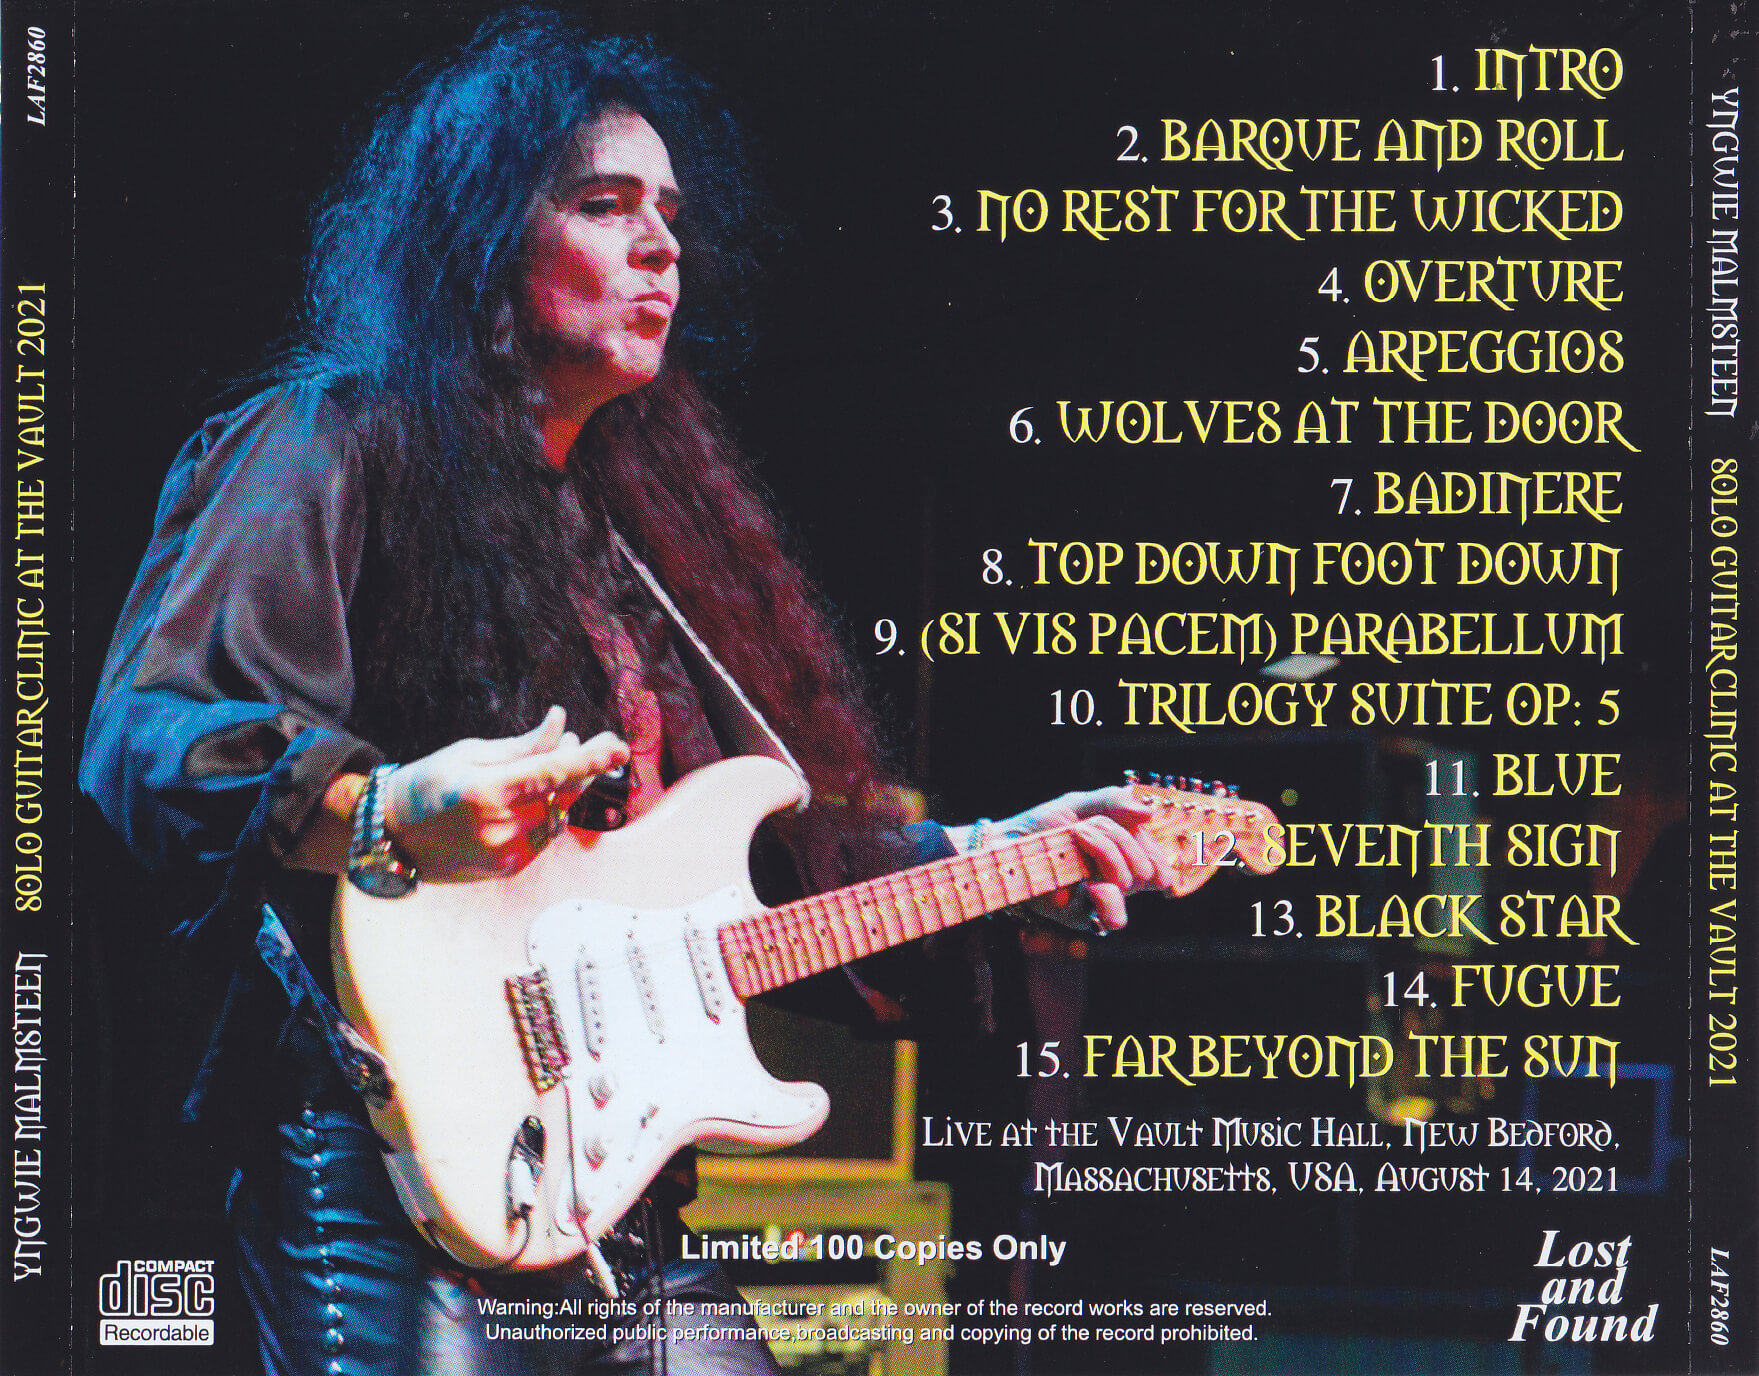 LAF2860
YNGWIE MALMSTEEN SOLO GUITAR CLINIC AT THE VAULT 2021
1. INTRO
2. BARQUE AND ROLL
3. NO REST FOR THE WICKED
4. OVERTURE
5. ARPEGGIOS
6. WOLVES AT THE DOOR
7. BADINERE
8. TOP DOWN FOOT DOWN
9. (SI VIS PACEM) PARABELLUM
10. TRILOGY SUITE OP: 5
11. BLUE
12. SEVENTH SIGN
13. BLACK STAR
14. FUGUE
15. FAR BEYOND THE SUN
Live at the Vault Music Hall, New Bedford,
Massachusetts, USA, August 14, 2021
Limited 100 Copies Only
COMPACT
disc
Recordable
Warning:All rights of the manufacturer and the owner of the record works are reserved.
Unauthorized public performance,broadcasting and copying of the record prohibited.
Lost
and
Found
YNGWIE MALMSTEEN SOLO GUITAR CLINIC AT THE VAULT 2021
LAF2860